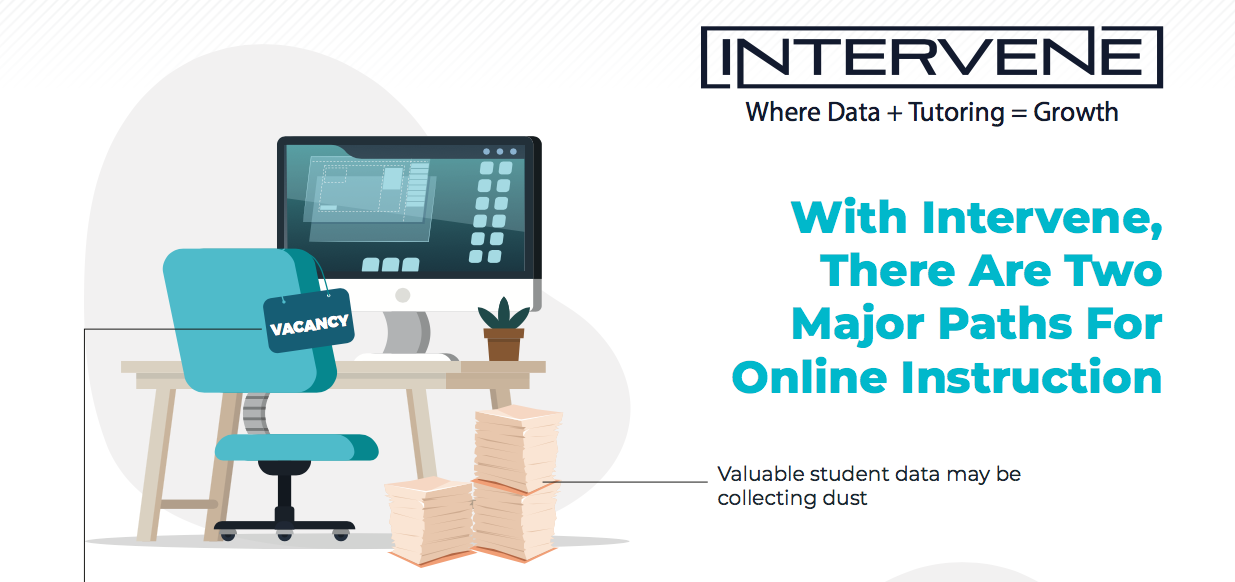 INTERVENE
Where Data + Tutoring = Growth
With Intervene,
There Are Two
Major Paths For
Online Instruction
VACANCY
Valuable student data may be
collecting dust